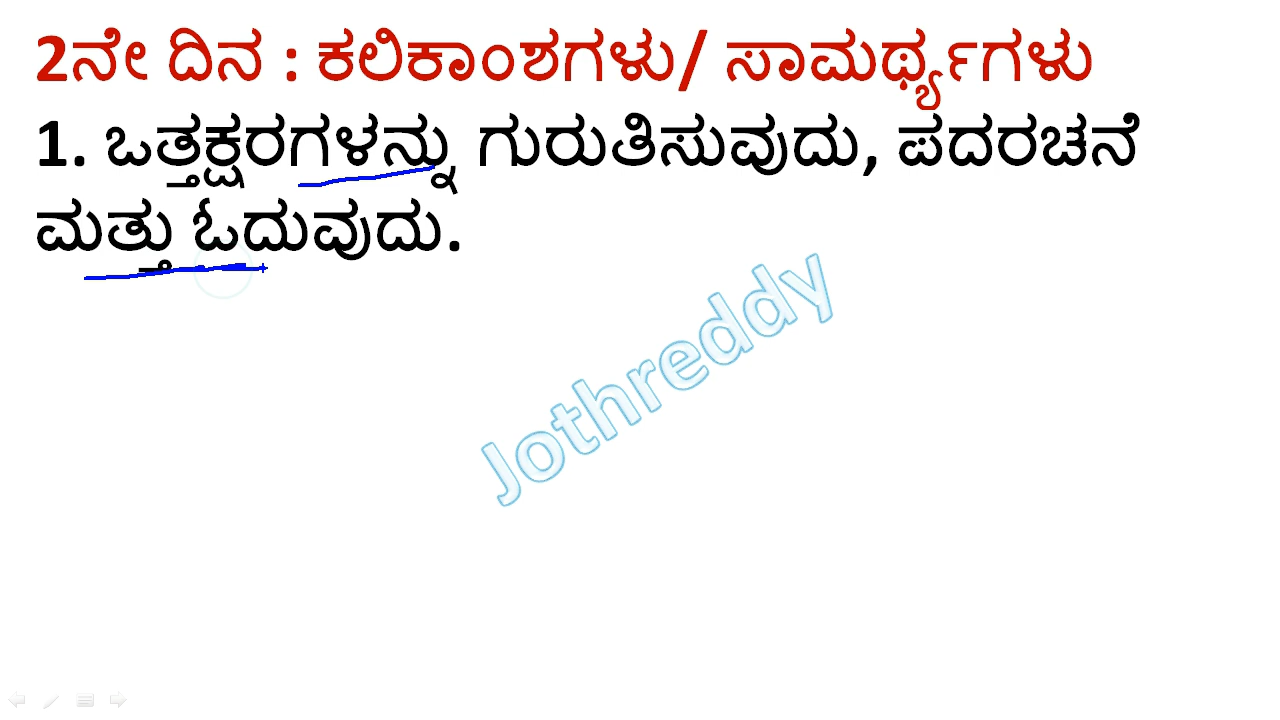 2ನೇ ದಿನ : ಕಲಿಕಾಂಶಗಳು/ ಸಾಮರ್ಥ್ಯಗಳು
1. ಒತ್ತಕ್ಷರಗಳನ್ನು ಗುರುತಿಸುವುದು, ಪದರಚನೆ
ಮತ್ತು ಓದುವುದು.
Jothreddy